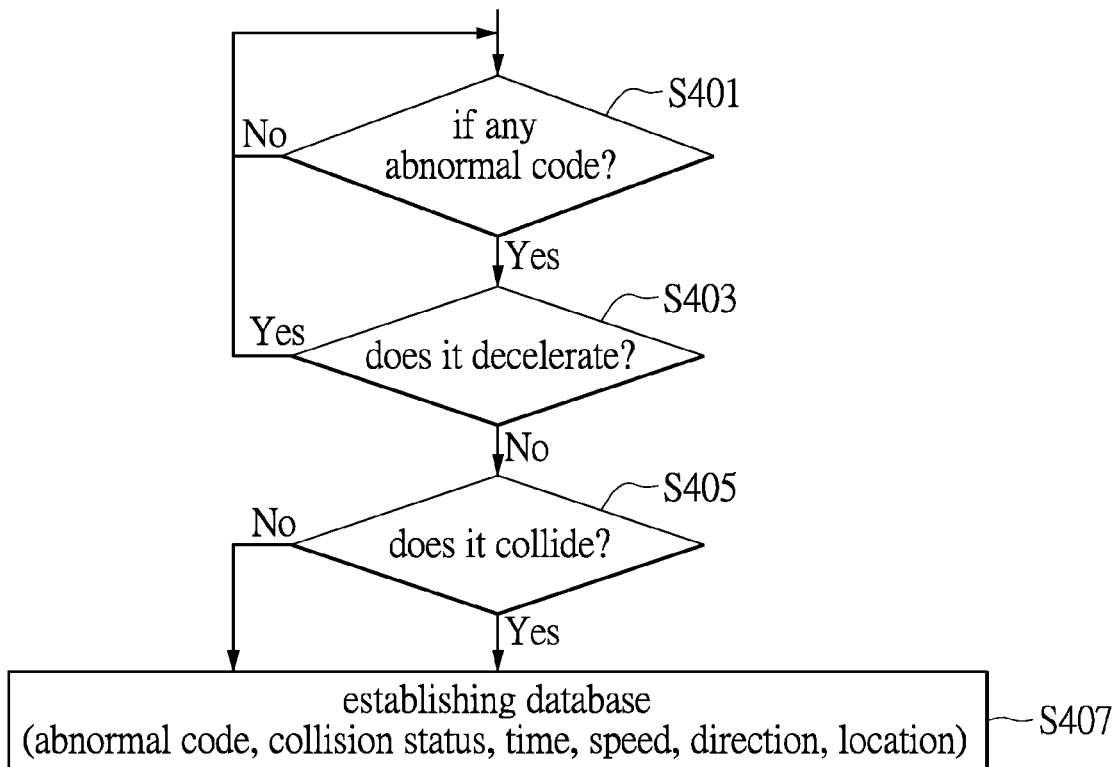 S401
if any
abnormal code?
No
Yes
S403
does it decelerate?
Yes
No
S405
does it collide?
No
Yes
establishing database
(abnormal code, collision status, time, speed, direction, location)
S407